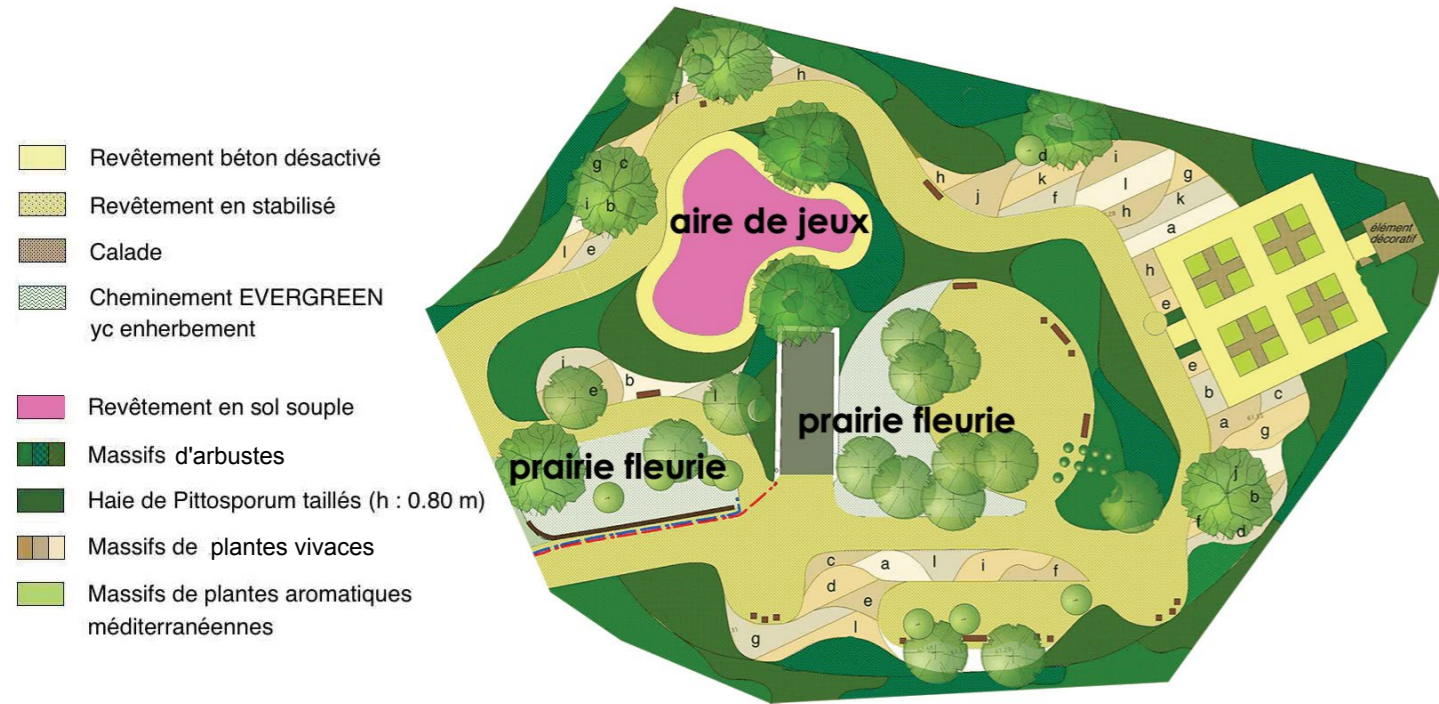 Revêtement béton désactivé
Revêtement en stabilisé
Calade
Cheminement EVERGREEN
yc enherbement
Revêtement en sol souple
Massifs d'arbustes
Haie de Pittosporum taillés (h : 0.80 m)
Massifs de plantes vivaces
Massifs de plantes aromatiques
méditerranéennes
h
f
g c
i b
l e
aire de jeux
h
j
k
d
f
i
l
h
g
k
a
h
e
élément
décoratif
e
b
a
c
g
j
b
f
d
i
e
b
l
prairie fleurie
prairie fleurie
c
a
l
i
f
d
e
g
l